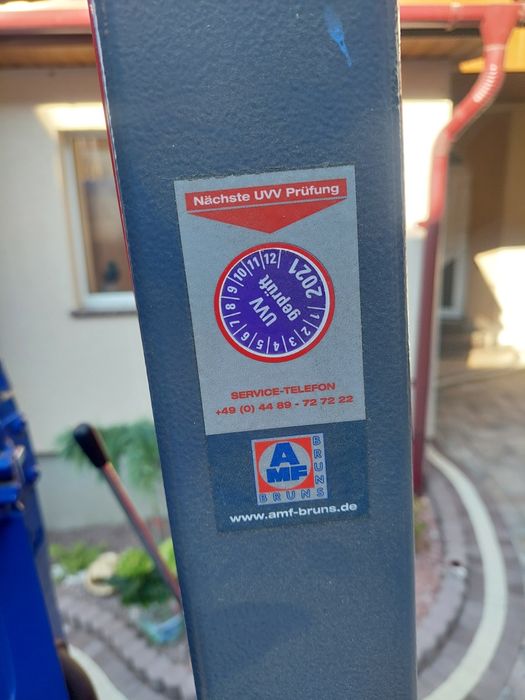 Nächste UVV Prüfung
2021
1 2 3 4 5 6 7 8 9 10 11 12
UVV
geprüft
SERVICE-TELEFON
+49 (0) 44 89 - 72 72 22
AMF
BRUNS
BRUNS
www.amf-bruns.de